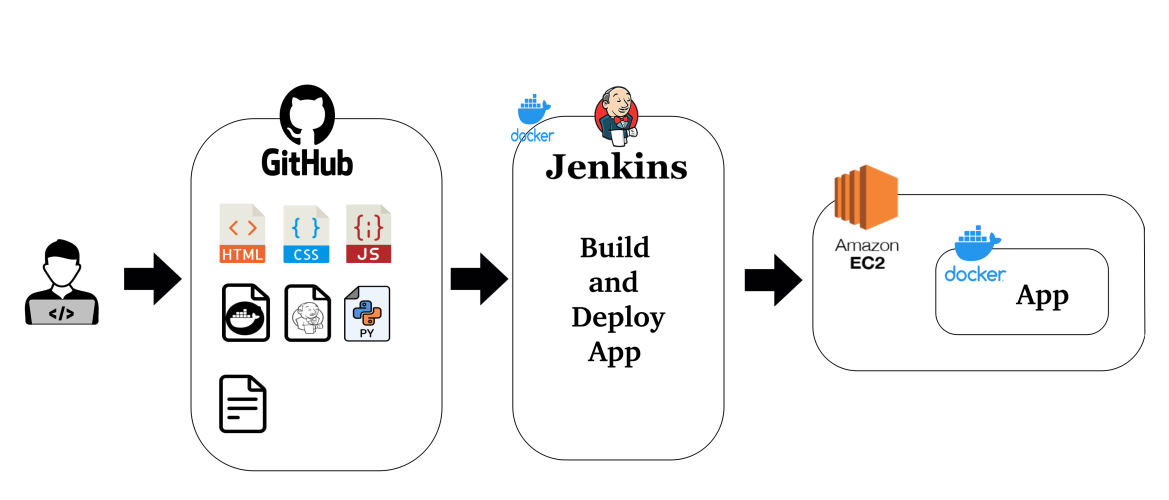 GitHub
HTML
CSS
JS
PY
</>
docker
Jenkins
Build
and
Deploy
App
Amazon
EC2
docker
App